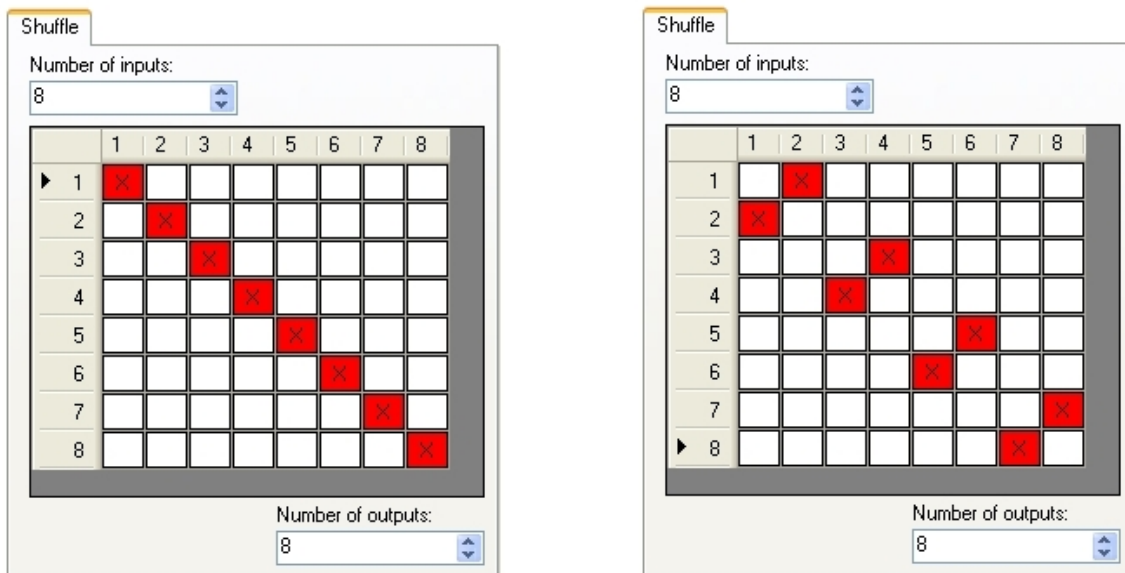 Shuffle
Number of inputs:
8
1 2 3 4 5 6 7 8
1 X
2 X
3 X
4 X
5 X
6 X
7 X
8 X
Number of outputs:
8
Shuffle
Number of inputs:
8
1 2 3 4 5 6 7 8
1 X
2 X
3 X
4 X
5 X
6 X
7 X
8 X
Number of outputs:
8